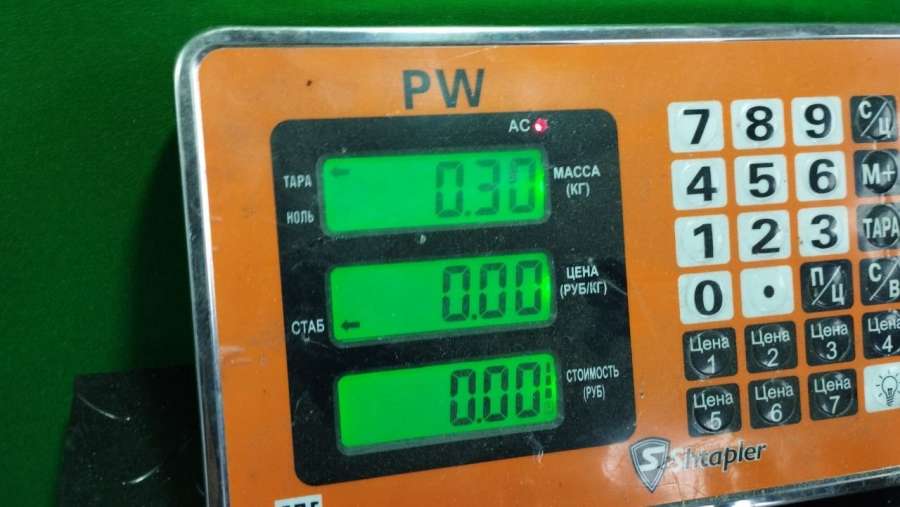 PW
AC
ТАРА
0.30
МАССА
(КГ)
НОЛЬ
0.00
ЦЕНА
(РУБ/КГ)
СТАБ
0.00
СТОИМОСТЬ
(РУБ)
7 8 9 С/Ц
4 5 6 М+
1 2 3 ТАРА
0 . П/Ц С/В
Цена 1 Цена 2 Цена 3 Цена 4
Цена 5 Цена 6 Цена 7
S Shtapler